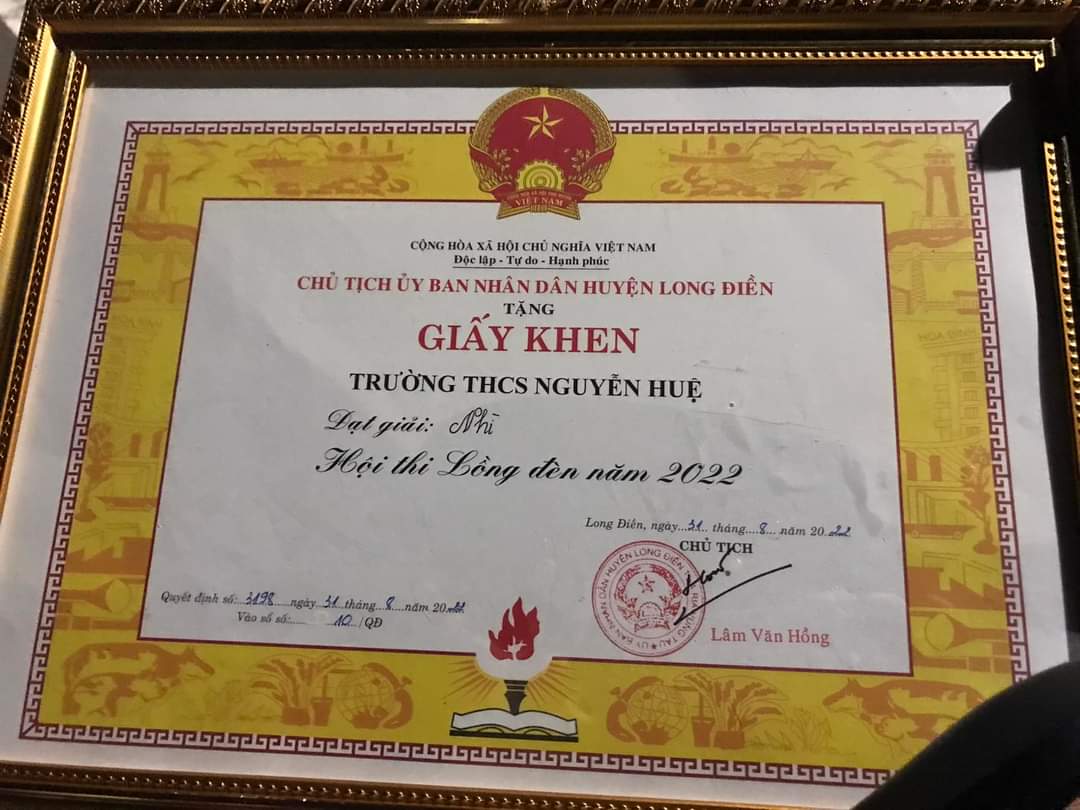 VIỆT NAM
CỘNG HÒA XÃ HỘI CHỦ NGHĨA VIỆT NAM
Độc lập - Tự do - Hạnh phúc
CHỦ TỊCH ỦY BAN NHÂN DÂN HUYỆN LONG ĐIỀN
TẶNG
GIẤY KHEN
TRƯỜNG THCS NGUYỄN HUỆ
Đạt giải: Nhì
Hội thi Lồng đèn năm 2022
Long Điền, ngày...31... tháng....8... năm 20..22..
CHỦ TỊCH
ỦY BAN NHÂN DÂN HUYỆN LONG ĐIỀN
Lâm Văn Hồng
Quyết định số: 3198 ngày 31 tháng 8 năm 2022
Vào sổ số: 10 /QĐ